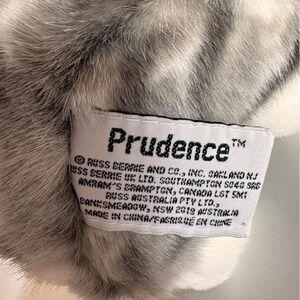 Prudence™
© RUSS BERRIE AND CO., INC. OAKLAND NJ
RUSS BERRIE UK LTD. SOUTHAMPTON SO40 9RB
AMRAM'S BRAMPTON, CANADA L6T 5M1
RUSS AUSTRALIA PTY LTD.,
BANKSMEADOW, NSW 2019 AUSTRALIA
MADE IN CHINA/FABRIQUÉ EN CHINE